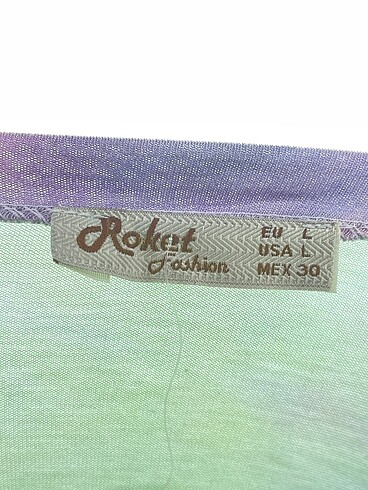 Roket
Fashion
EU L
USA L
MEX 30